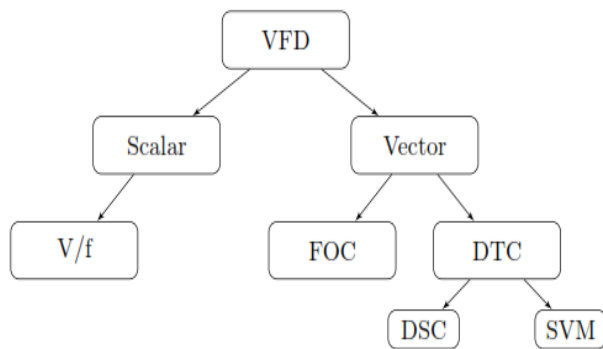 VFD
Scalar
Vector
V/f
FOC
DTC
DSC
SVM